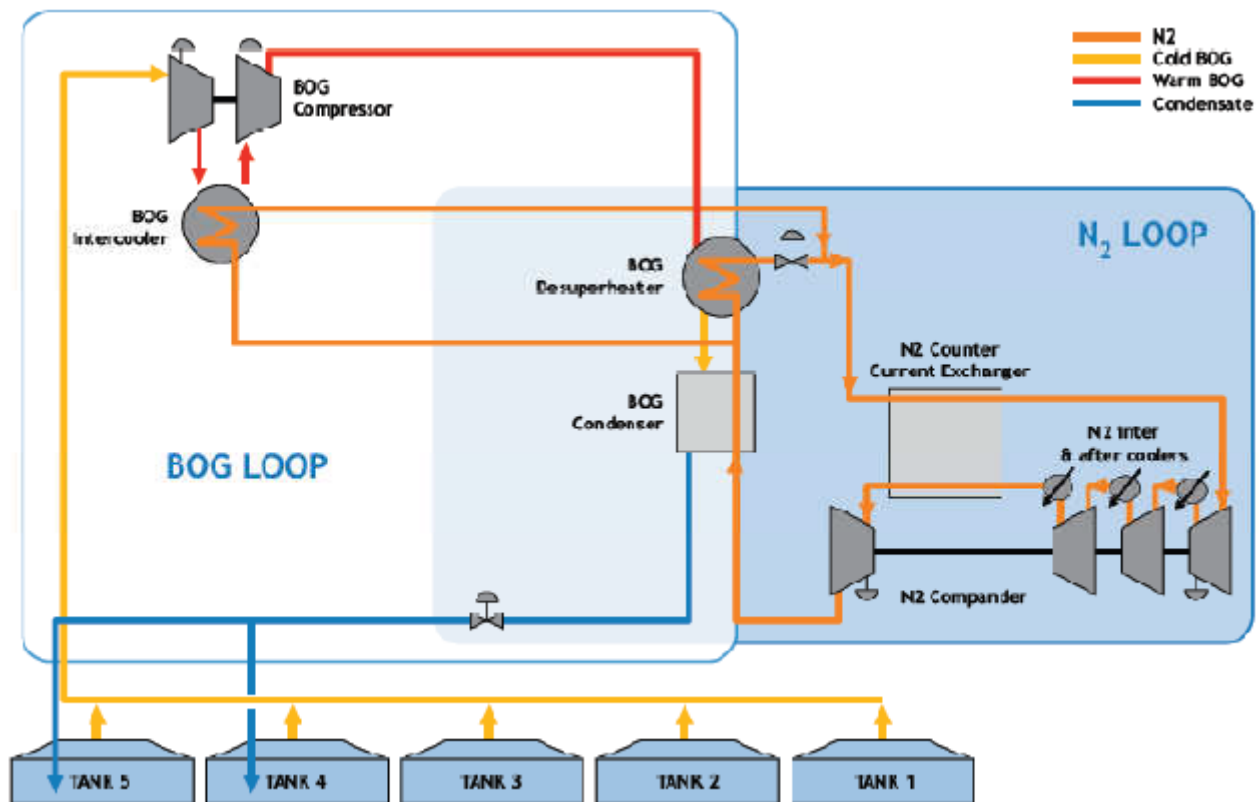 N2
Cold BOG
Warm BOG
Condensate
BOG
Compressor
BOG
Intercooler
BOG
Desuperheater
N2 LOOP
N2 Counter
Current Exchanger
BOG
Condenser
N2 Inter
& after coolers
BOG LOOP
N2 Compander
TANK 5
TANK 4
TANK 3
TANK 2
TANK 1